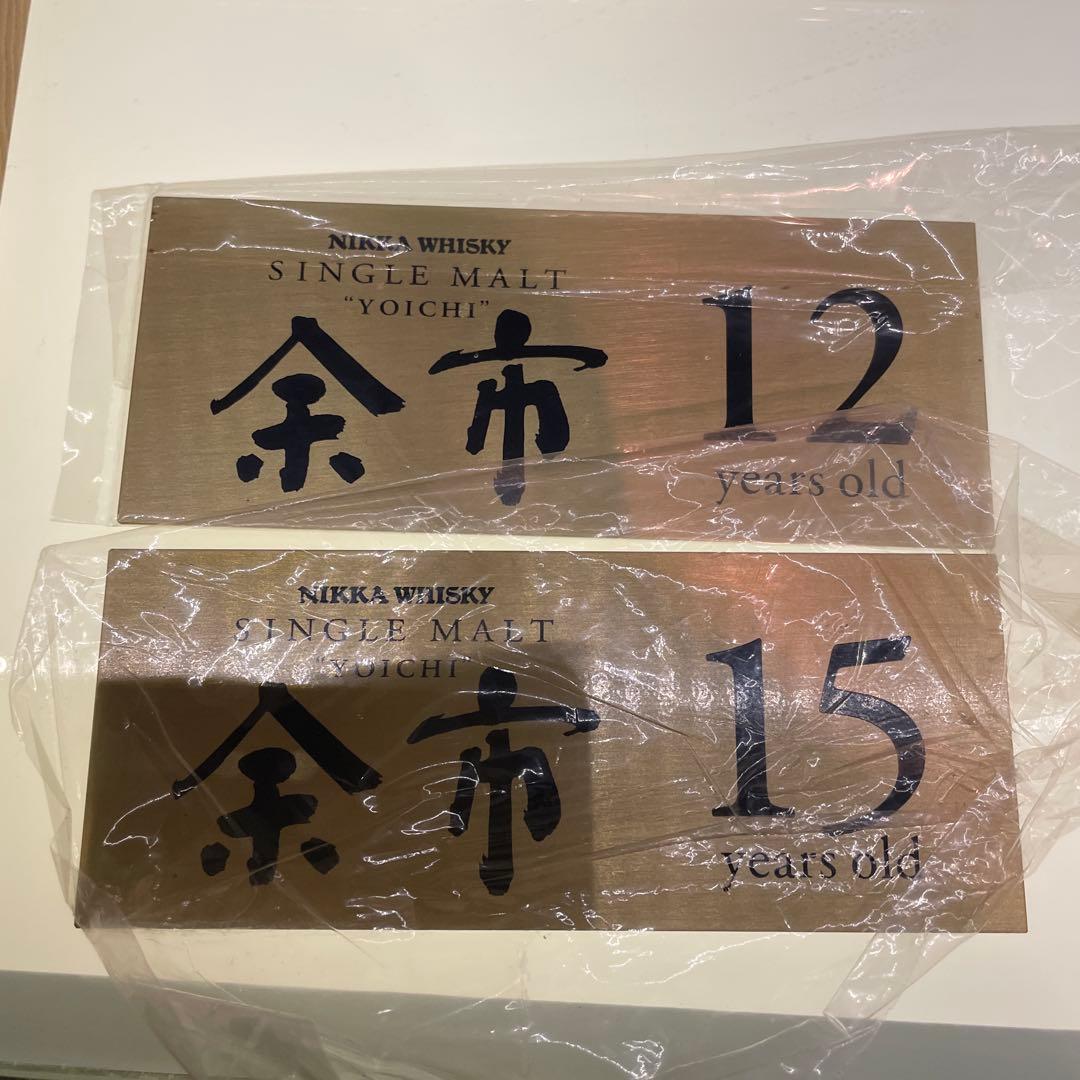 NIKKA WHISKY
SINGLE MALT
“YOICHI”
余市
12
years old
NIKKA WHISKY
SINGLE MALT
“YOICHI”
余市
15
years old